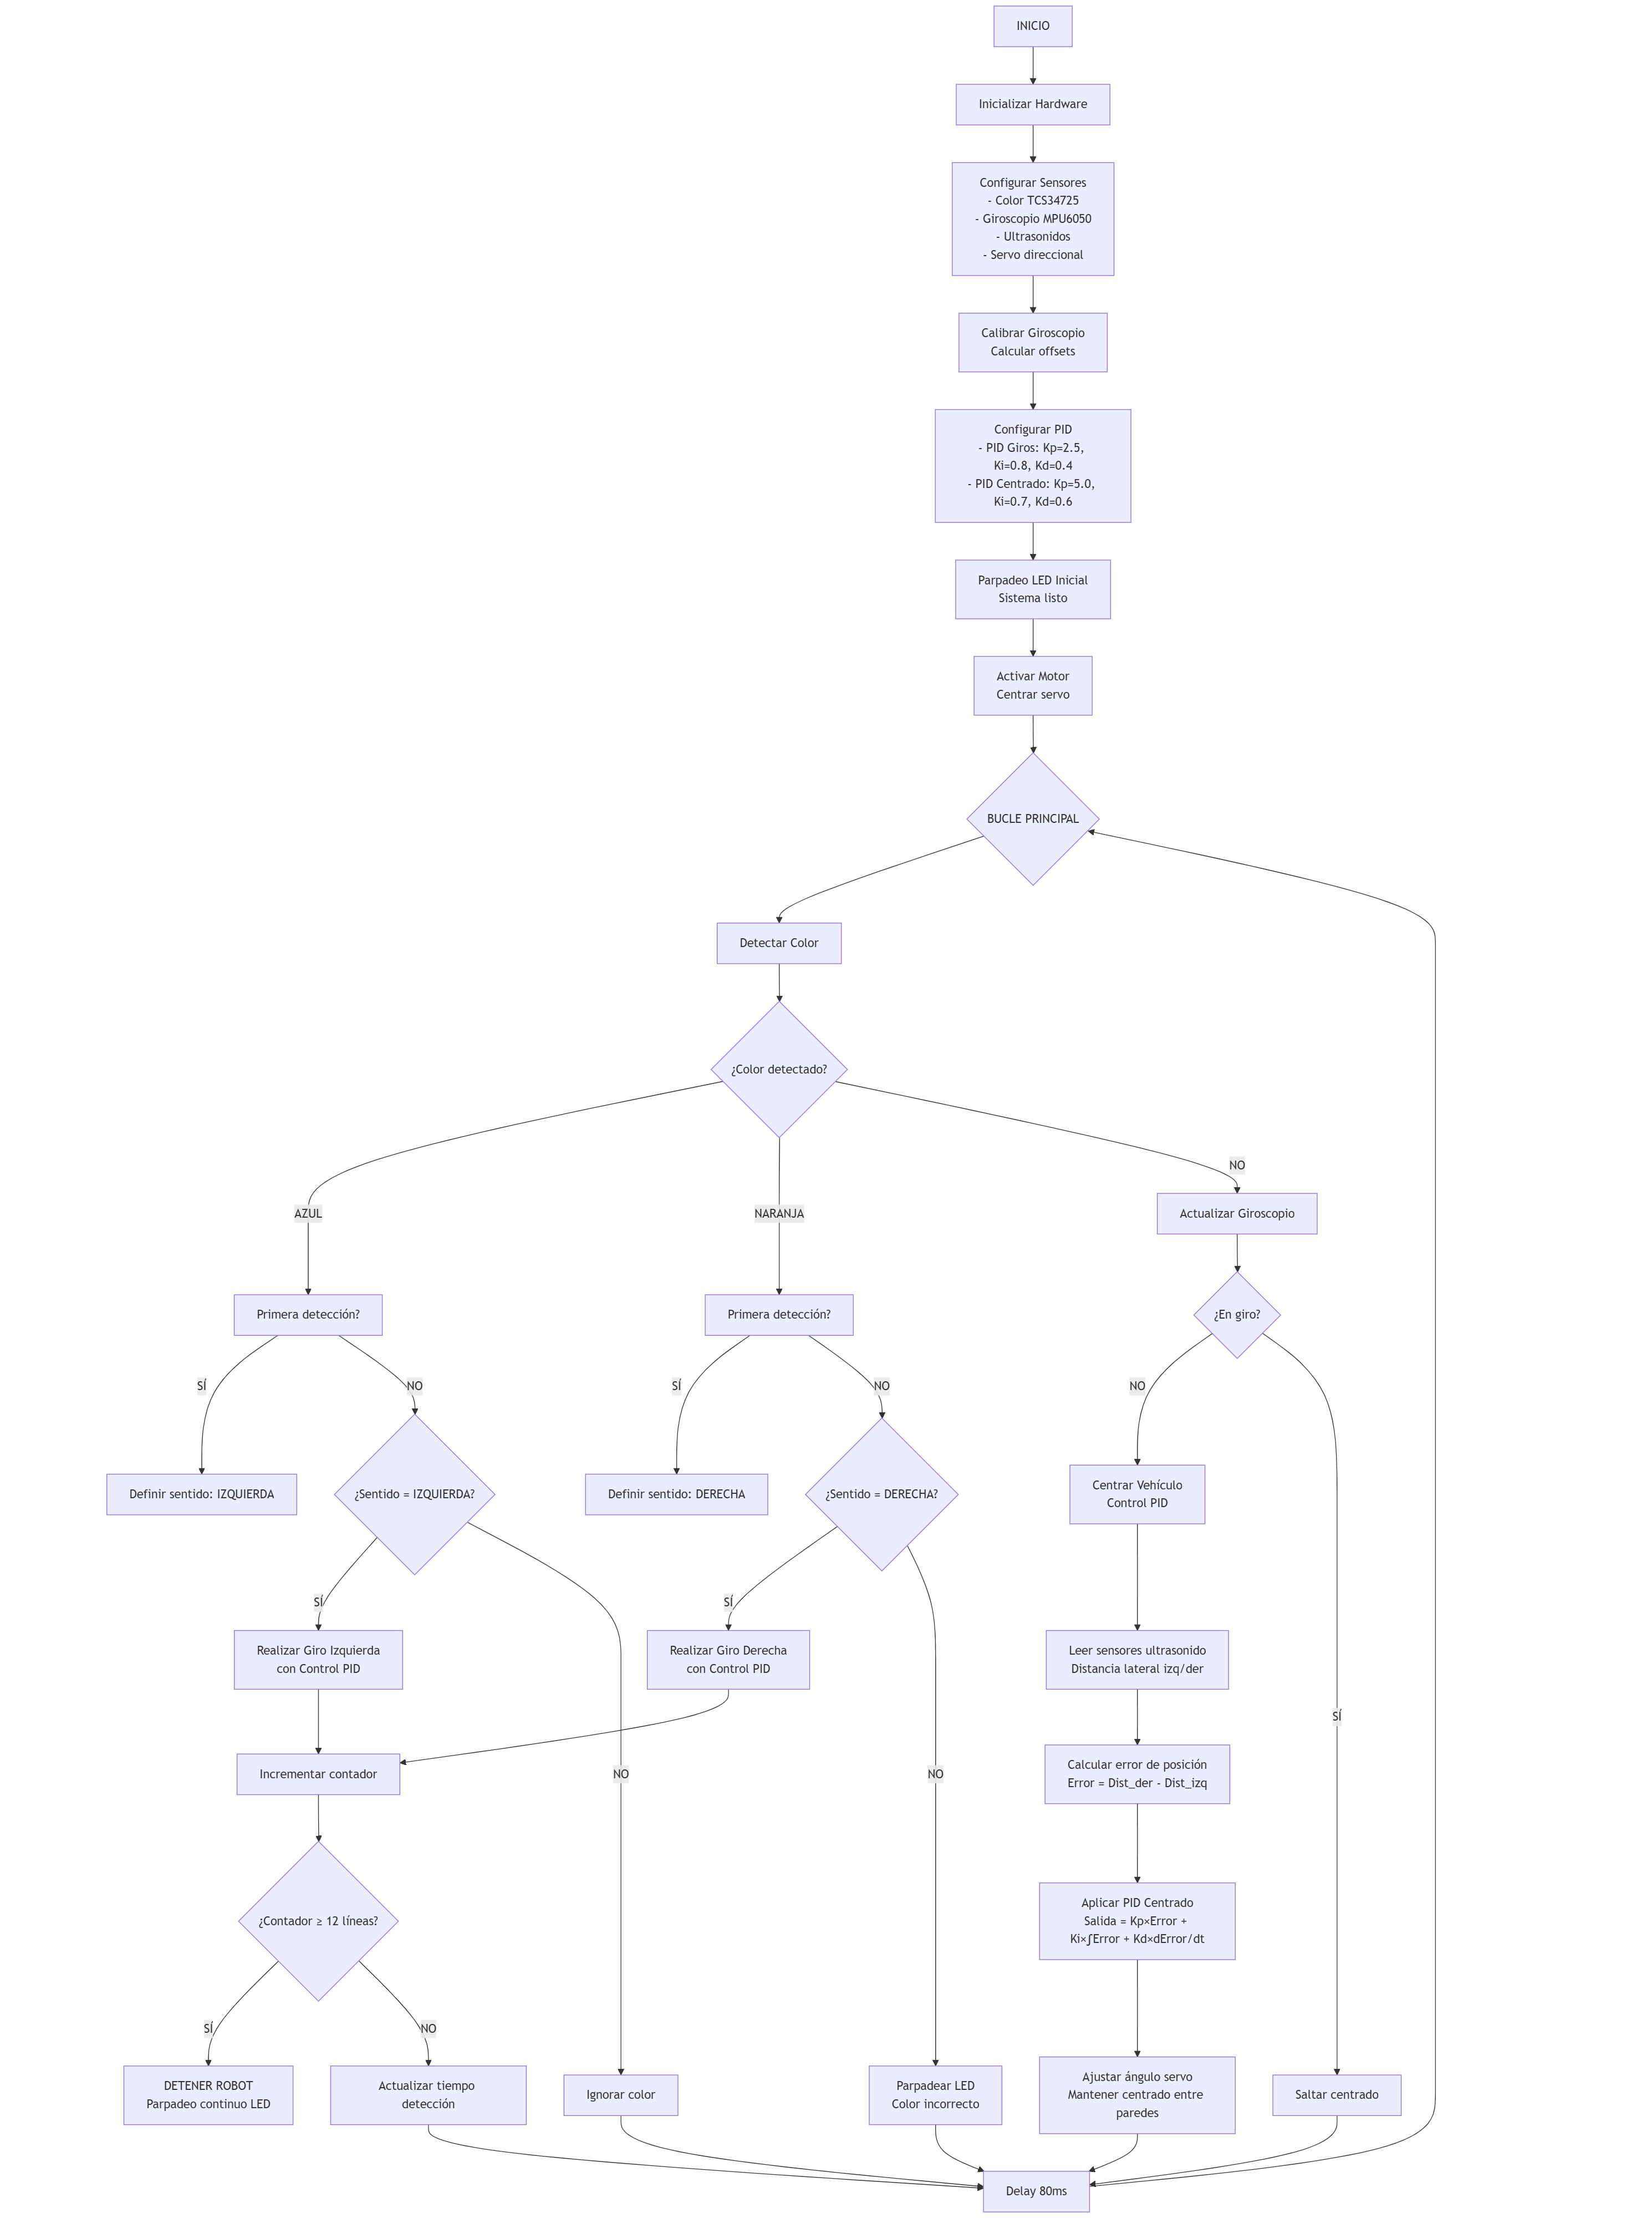 INICIO
Inicializar Hardware
Configurar Sensores
- Color TCS34725
- Giroscopio MPU6050
- Ultrasonidos
- Servo direccional
Calibrar Giroscopio
Calcular offsets
Configurar PID
- PID Giros: Kp=2.5,
Ki=0.8, Kd=0.4
- PID Centrado: Kp=5.0,
Ki=0.7, Kd=0.6
Parpadeo LED Inicial
Sistema listo
Activar Motor
Centrar servo
BUCLE PRINCIPAL
Detectar Color
¿Color detectado?
NO
AZUL
NARANJA
Actualizar Giroscopio
Primera detección?
Primera detección?
¿En giro?
SÍ
NO
SÍ
NO
NO
Definir sentido: IZQUIERDA
¿Sentido = IZQUIERDA?
Definir sentido: DERECHA
¿Sentido = DERECHA?
Centrar Vehículo
Control PID
SÍ
SÍ
Realizar Giro Izquierda
con Control PID
Realizar Giro Derecha
con Control PID
Leer sensores ultrasonido
Distancia lateral izq/der
SÍ
Incrementar contador
NO
NO
Calcular error de posición
Error = Dist_der - Dist_izq
¿Contador ≥ 12 líneas?
Aplicar PID Centrado
Salida = Kp×Error +
Ki×∫Error + Kd×dError/dt
SÍ
NO
DETENER ROBOT
Parpadeo continuo LED
Actualizar tiempo
detección
Ignorar color
Parpadear LED
Color incorrecto
Ajustar ángulo servo
Mantener centrado entre
paredes
Saltar centrado
Delay 80ms